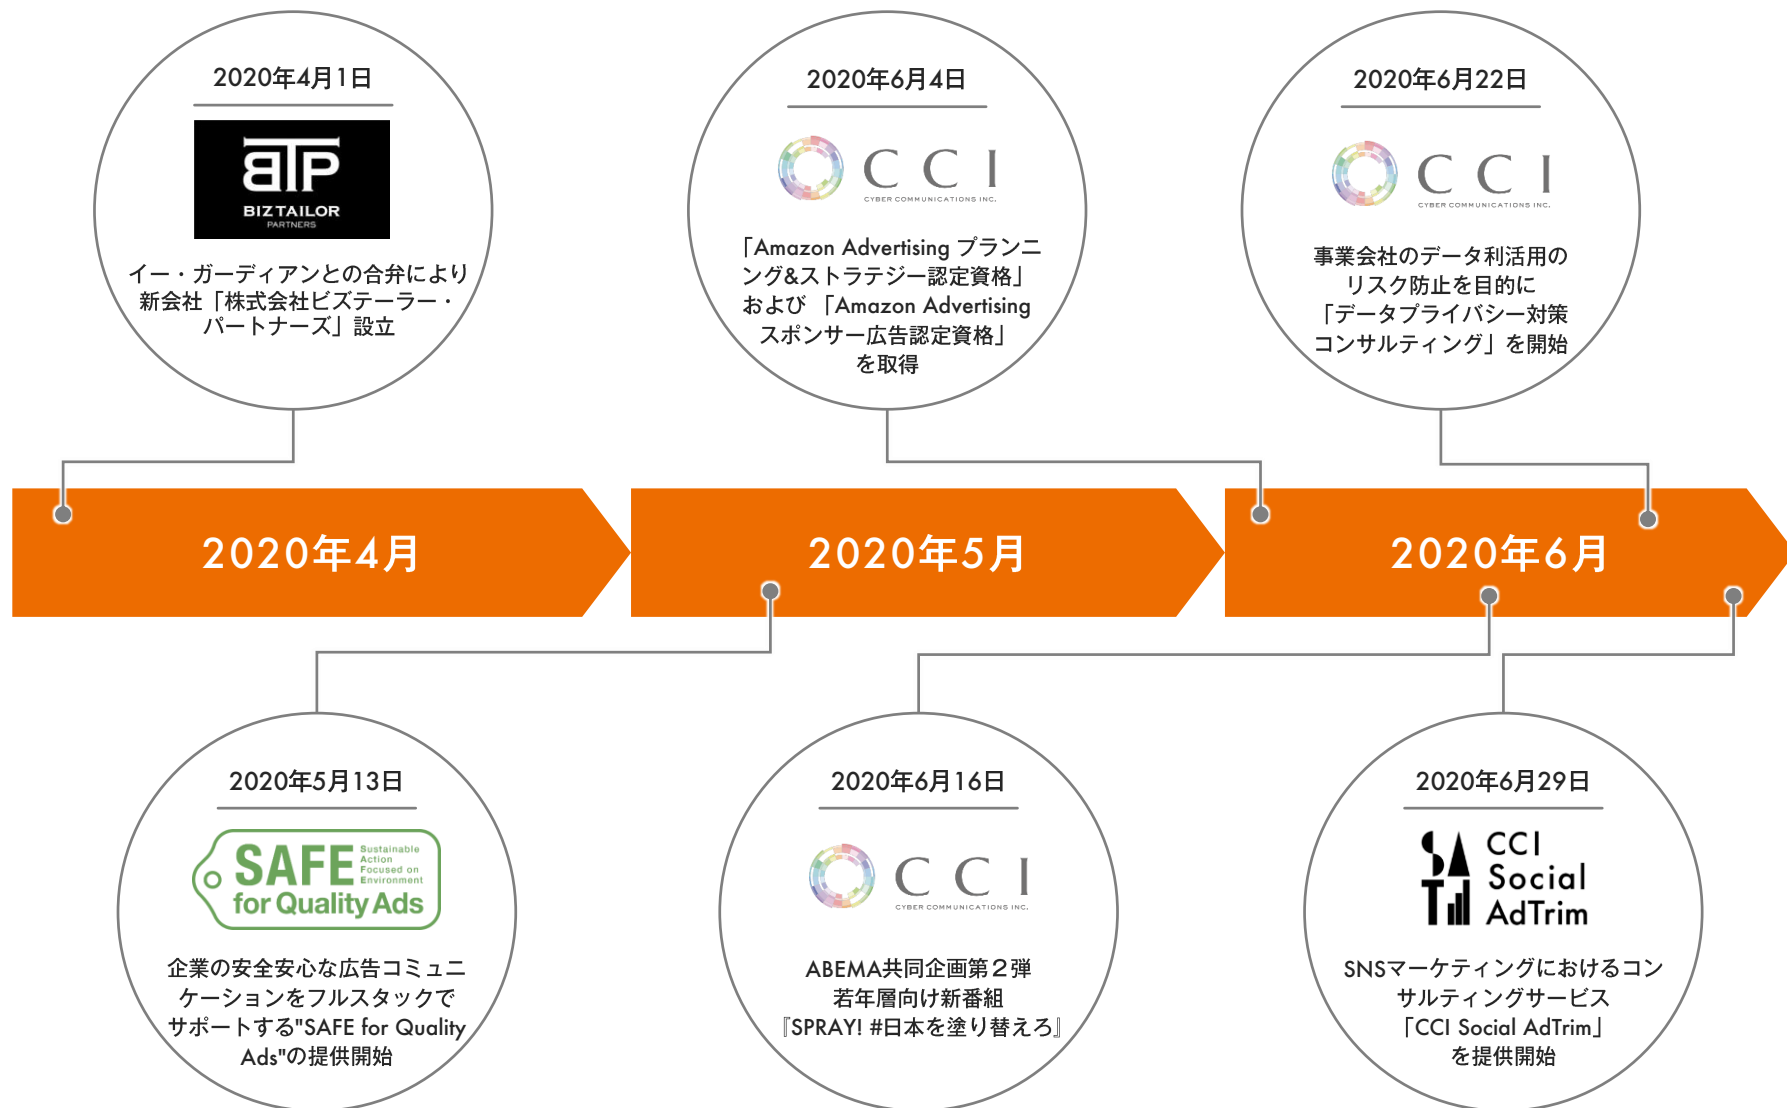 2020年4月1日
BTP
BIZTAILOR
PARTNERS
イー・ガーディアンとの合弁により
新会社「株式会社ビズテーラー・
パートナーズ」設立
2020年6月4日
CCI
CYBER COMMUNICATIONS INC.
「Amazon Advertising プランニ
ング&ストラテジー認定資格」
および 「Amazon Advertising
スポンサー広告認定資格」
を取得
2020年6月22日
CCI
CYBER COMMUNICATIONS INC.
事業会社のデータ利活用の
リスク防止を目的に
「データプライバシー対策
コンサルティング」を開始
2020年4月
2020年5月
2020年6月
2020年5月13日
SAFE
Sustainable
Action
Focused on
Environment
for Quality Ads
企業の安全安心な広告コミュニ
ケーションをフルスタックで
サポートする"SAFE for Quality
Ads"の提供開始
2020年6月16日
CCI
CYBER COMMUNICATIONS INC.
ABEMA共同企画第２弾
若年層向け新番組
『SPRAY! #日本を塗り替えろ』
2020年6月29日
SAT
CCI
Social
AdTrim
SNSマーケティングにおけるコン
サルティングサービス
「CCI Social AdTrim」
を提供開始